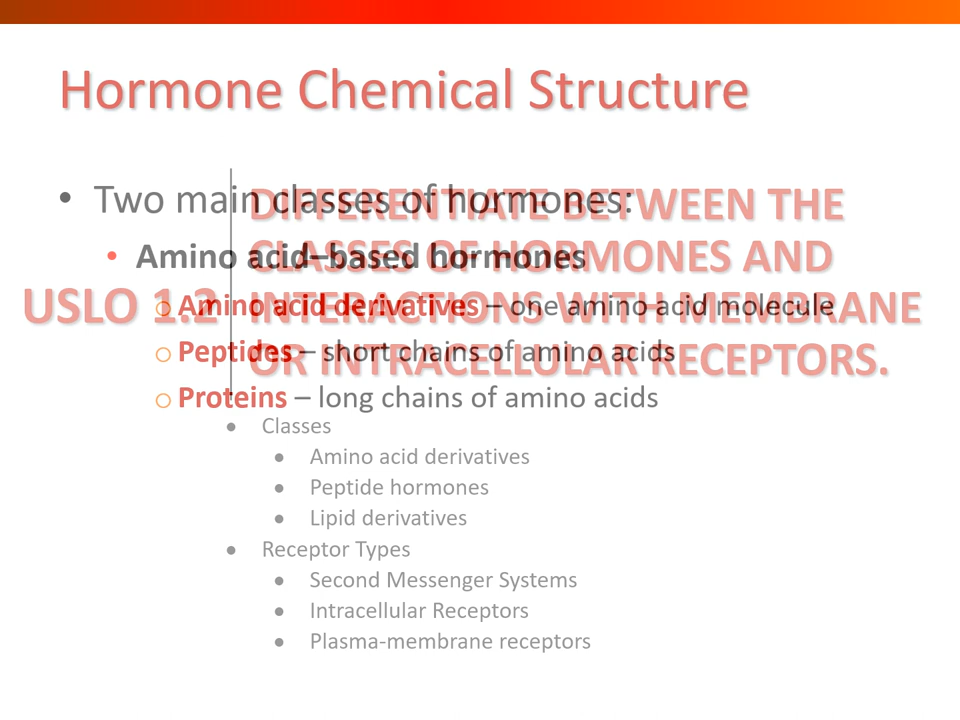 Hormone Chemical Structure
• Two main classes of hormones:
• Amino acid–based hormones
o Amino acid derivatives – one amino acid molecule
o Peptides – short chains of amino acids
o Proteins – long chains of amino acids
USLO 1.2
DIFFERENTIATE BETWEEN THE
CLASSES OF HORMONES AND
INTERACTIONS WITH MEMBRANE
OR INTRACELLULAR RECEPTORS.
• Classes
• Amino acid derivatives
• Peptide hormones
• Lipid derivatives
• Receptor Types
• Second Messenger Systems
• Intracellular Receptors
• Plasma-membrane receptors